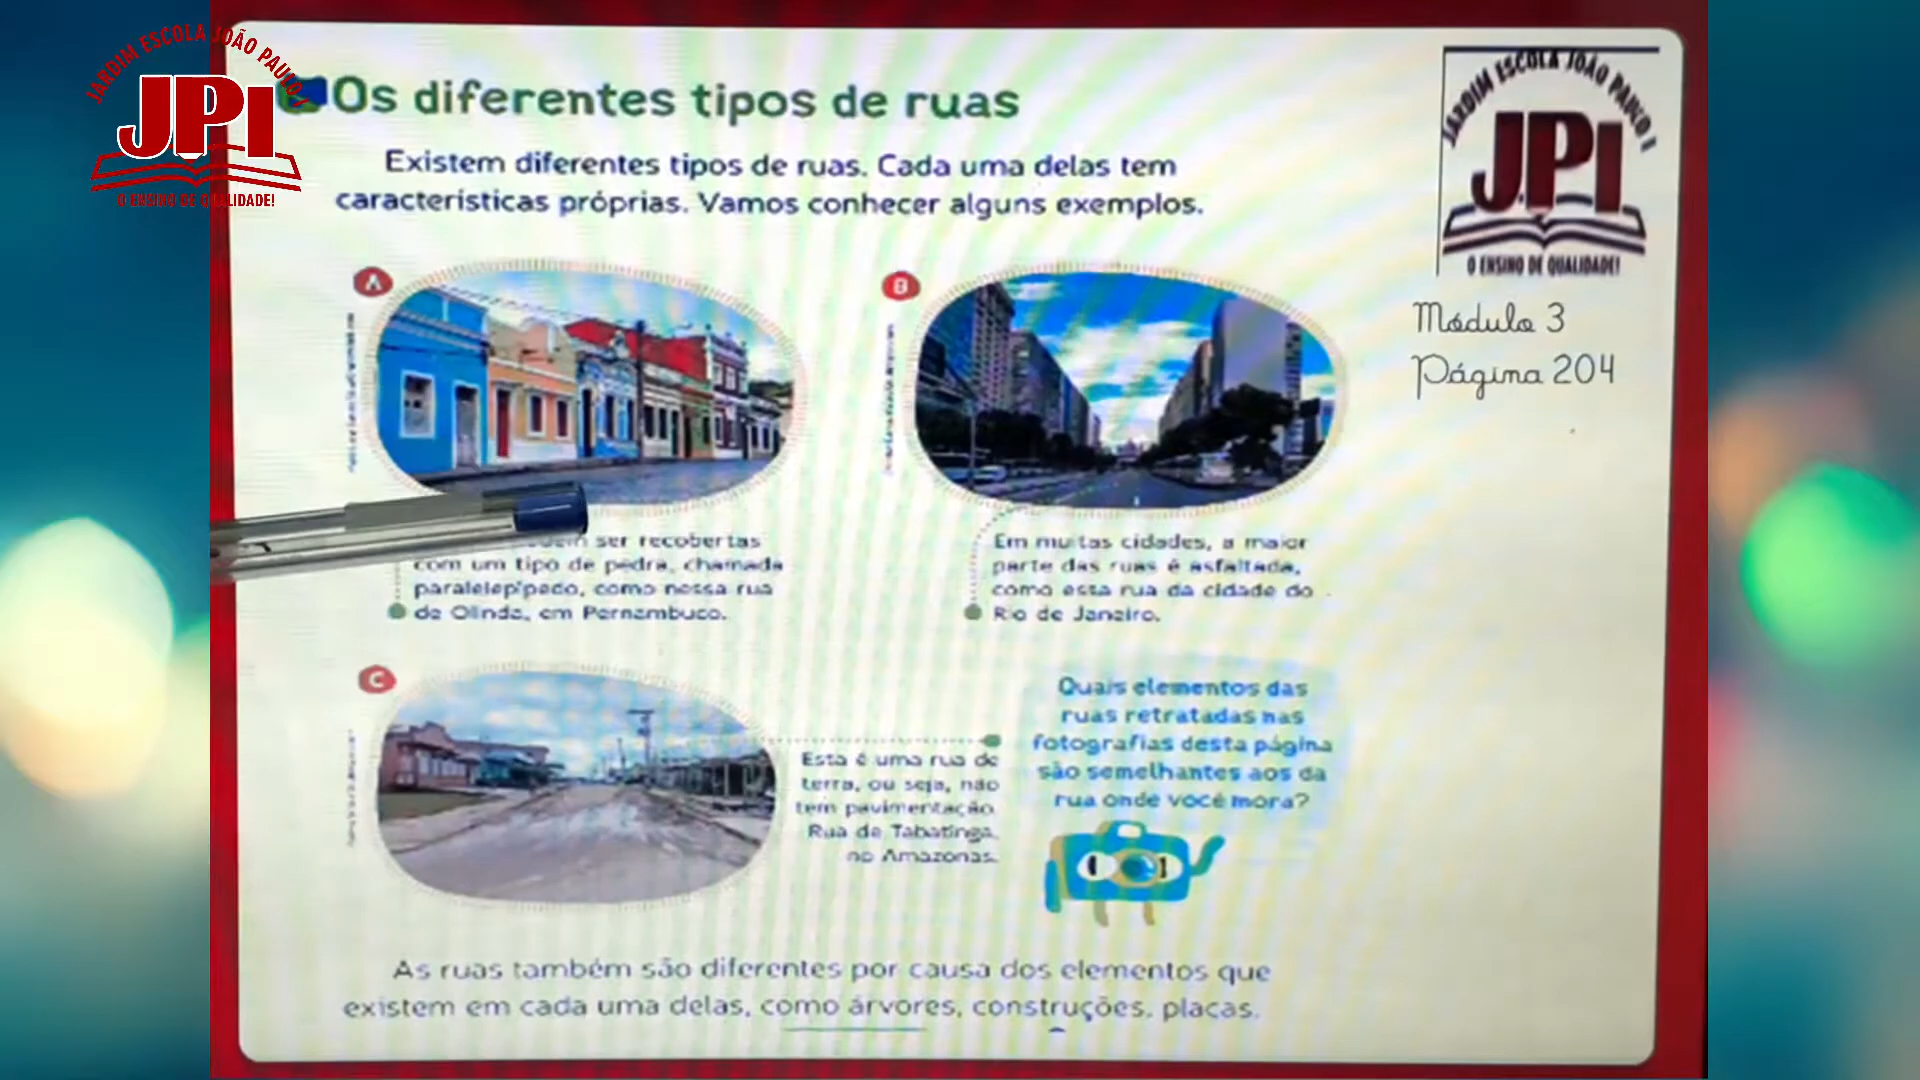 JARDIM ESCOLA JOÃO PAULO I
JPI
O ENSINO DE QUALIDADE!
Os diferentes tipos de ruas
Existem diferentes tipos de ruas. Cada uma delas tem
características próprias. Vamos conhecer alguns exemplos.
JARDIM ESCOLA JOÃO PAULO I
JPI
O ENSINO DE QUALIDADE!
Módulo 3
Página 204
A
ser recobertas
com um tipo de pedra, chamada
paralelepípedo, como nessa rua
de Olinda, em Pernambuco.
B
Em muitas cidades, a maior
parte das ruas é asfaltada,
como esta rua da cidade do
Rio de Janeiro.
C
Esta é uma rua de
terra, ou seja, não
tem pavimentação.
Rua de Tabatinga,
no Amazonas.
Quais elementos das
ruas retratadas nas
fotografias desta página
são semelhantes aos da
rua onde você mora?
As ruas também são diferentes por causa dos elementos que
existem em cada uma delas, como árvores, construções, placas.